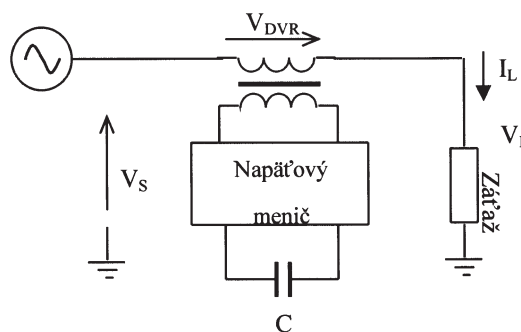 V_DVR
I_L
V_S
Napäťový
menič
Záťaž
C